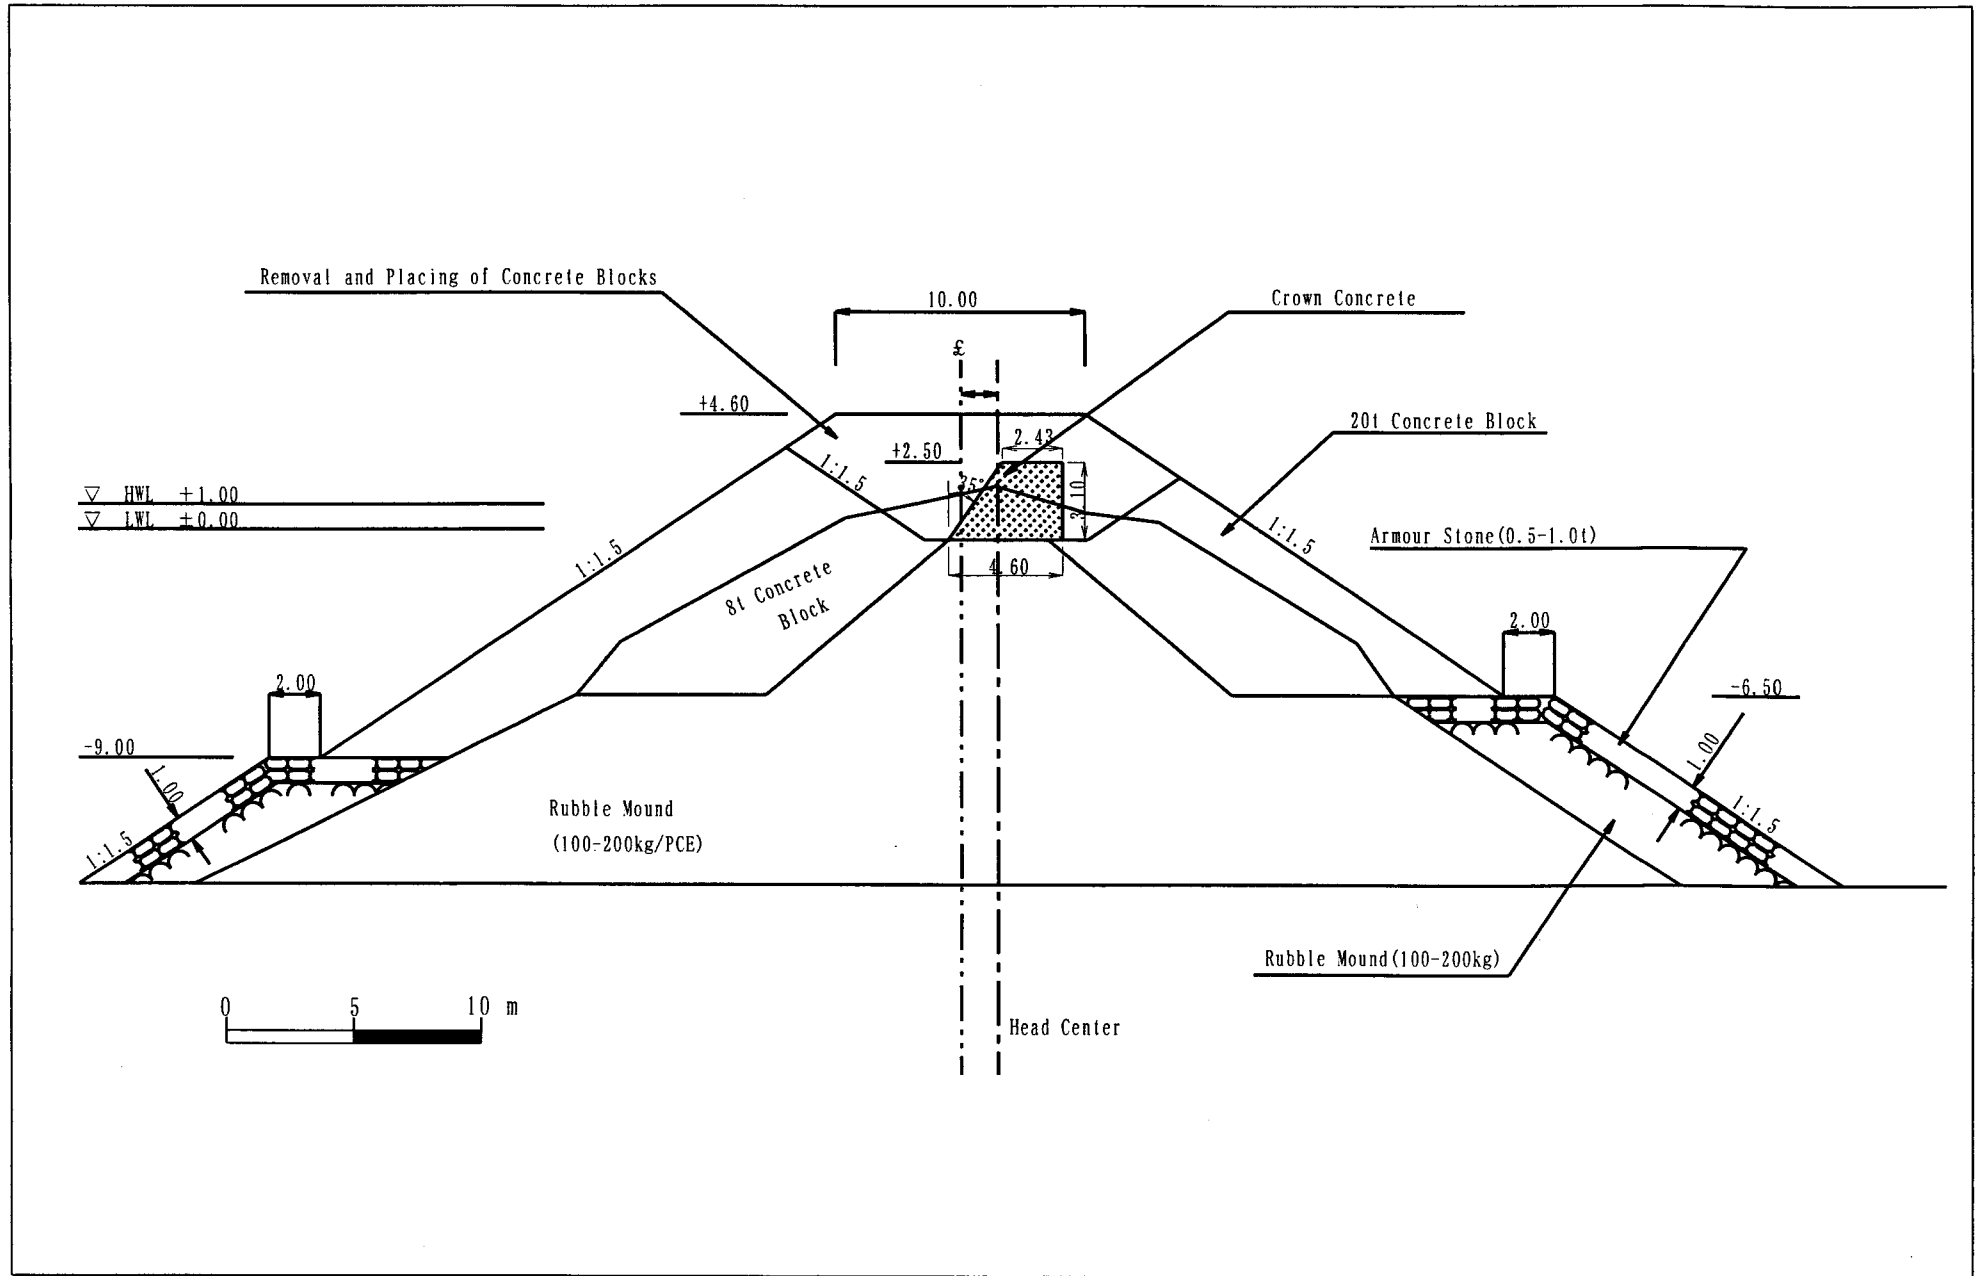 Removal and Placing of Concrete Blocks
10.00
Crown Concrete
£
+4.60
20t Concrete Block
2.43
+2.50
1:1.5
35°
3.10
▽ HWL +1.00
▽ LWL ±0.00
1:1.5
1:1.5
Armour Stone(0.5-1.0t)
4.60
8t Concrete
Block
2.00
2.00
-6.50
-9.00
1.00
1.00
Rubble Mound
(100-200kg/PCE)
1:1.5
1:1.5
Rubble Mound(100-200kg)
0 5 10 m
Head Center